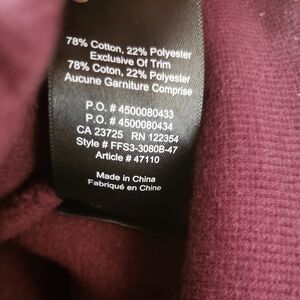 78% Cotton, 22% Polyester
Exclusive Of Trim
78% Coton, 22% Polyester
Aucune Garniture Comprise
P.O. # 4500080433
P.O. # 4500080434
CA 23725 RN 122354
Style # FFS3-3080B-47
Article # 47110
Made in China
Fabriqué en Chine